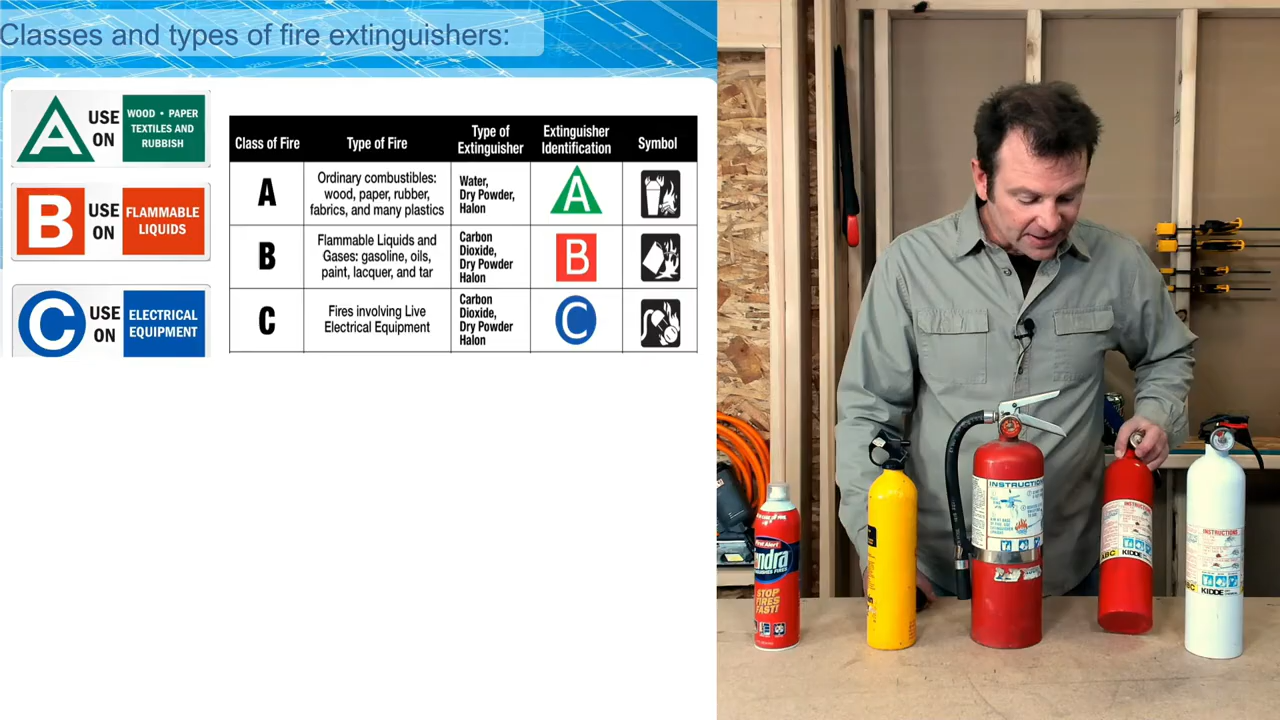 Classes and types of fire extinguishers:
A
USE
ON
WOOD • PAPER
TEXTILES AND
RUBBISH
B
USE
ON
FLAMMABLE
LIQUIDS
C
USE
ON
ELECTRICAL
EQUIPMENT
Class of Fire
Type of Fire
Type of
Extinguisher
Extinguisher
Identification
Symbol
A
Ordinary combustibles:
wood, paper, rubber,
fabrics, and many plastics
Water,
Dry Powder,
Halon
A
B
Flammable Liquids and
Gases: gasoline, oils,
paint, lacquer, and tar
Carbon
Dioxide,
Dry Powder
Halon
B
C
Fires involving Live
Electrical Equipment
Carbon
Dioxide,
Dry Powder
Halon
C
First Alert
STOP
FIRES
FAST!
INSTRUCTIONS
INSTRUCTIONS
ABC KIDDE
INSTRUCTIONS
KIDDE